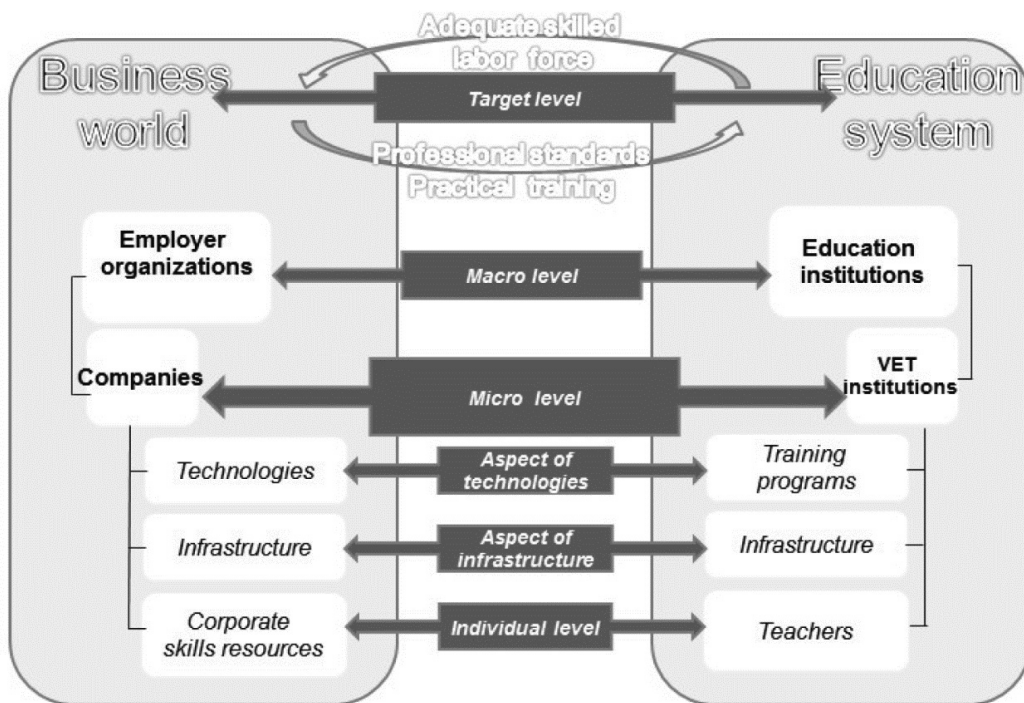 Adequate skilled
labor force
Business
world
Target level
Education
system
Professional standards
Practical training
Employer
organizations
Macro level
Education
institutions
Companies
Micro level
VET
institutions
Technologies
Aspect of
technologies
Training
programs
Infrastructure
Aspect of
infrastructure
Infrastructure
Corporate
skills resources
Individual level
Teachers